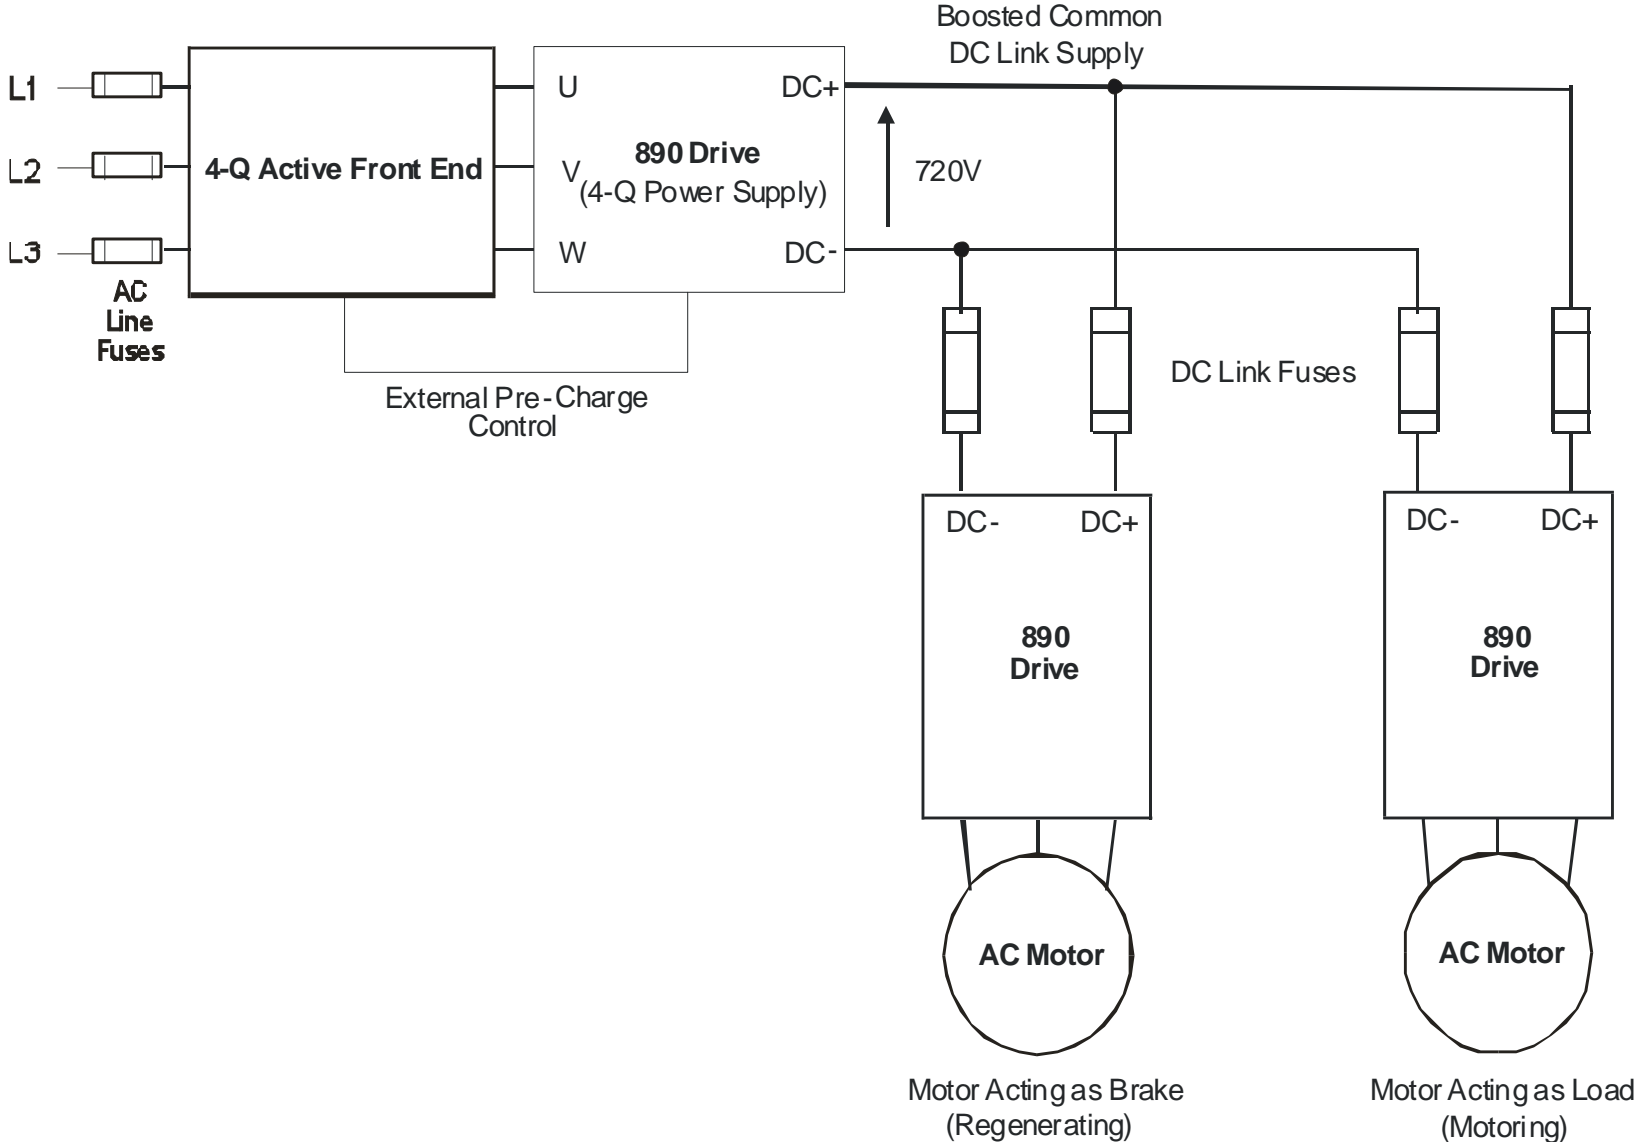 Boosted Common
DC Link Supply
L1
U
DC+
L2
4-Q Active Front End
V
890 Drive
(4-Q Power Supply)
720V
L3
W
DC-
AC
Line
Fuses
External Pre-Charge
Control
DC Link Fuses
DC-
DC+
DC-
DC+
890
Drive
890
Drive
AC Motor
AC Motor
Motor Acting as Brake
(Regenerating)
Motor Acting as Load
(Motoring)